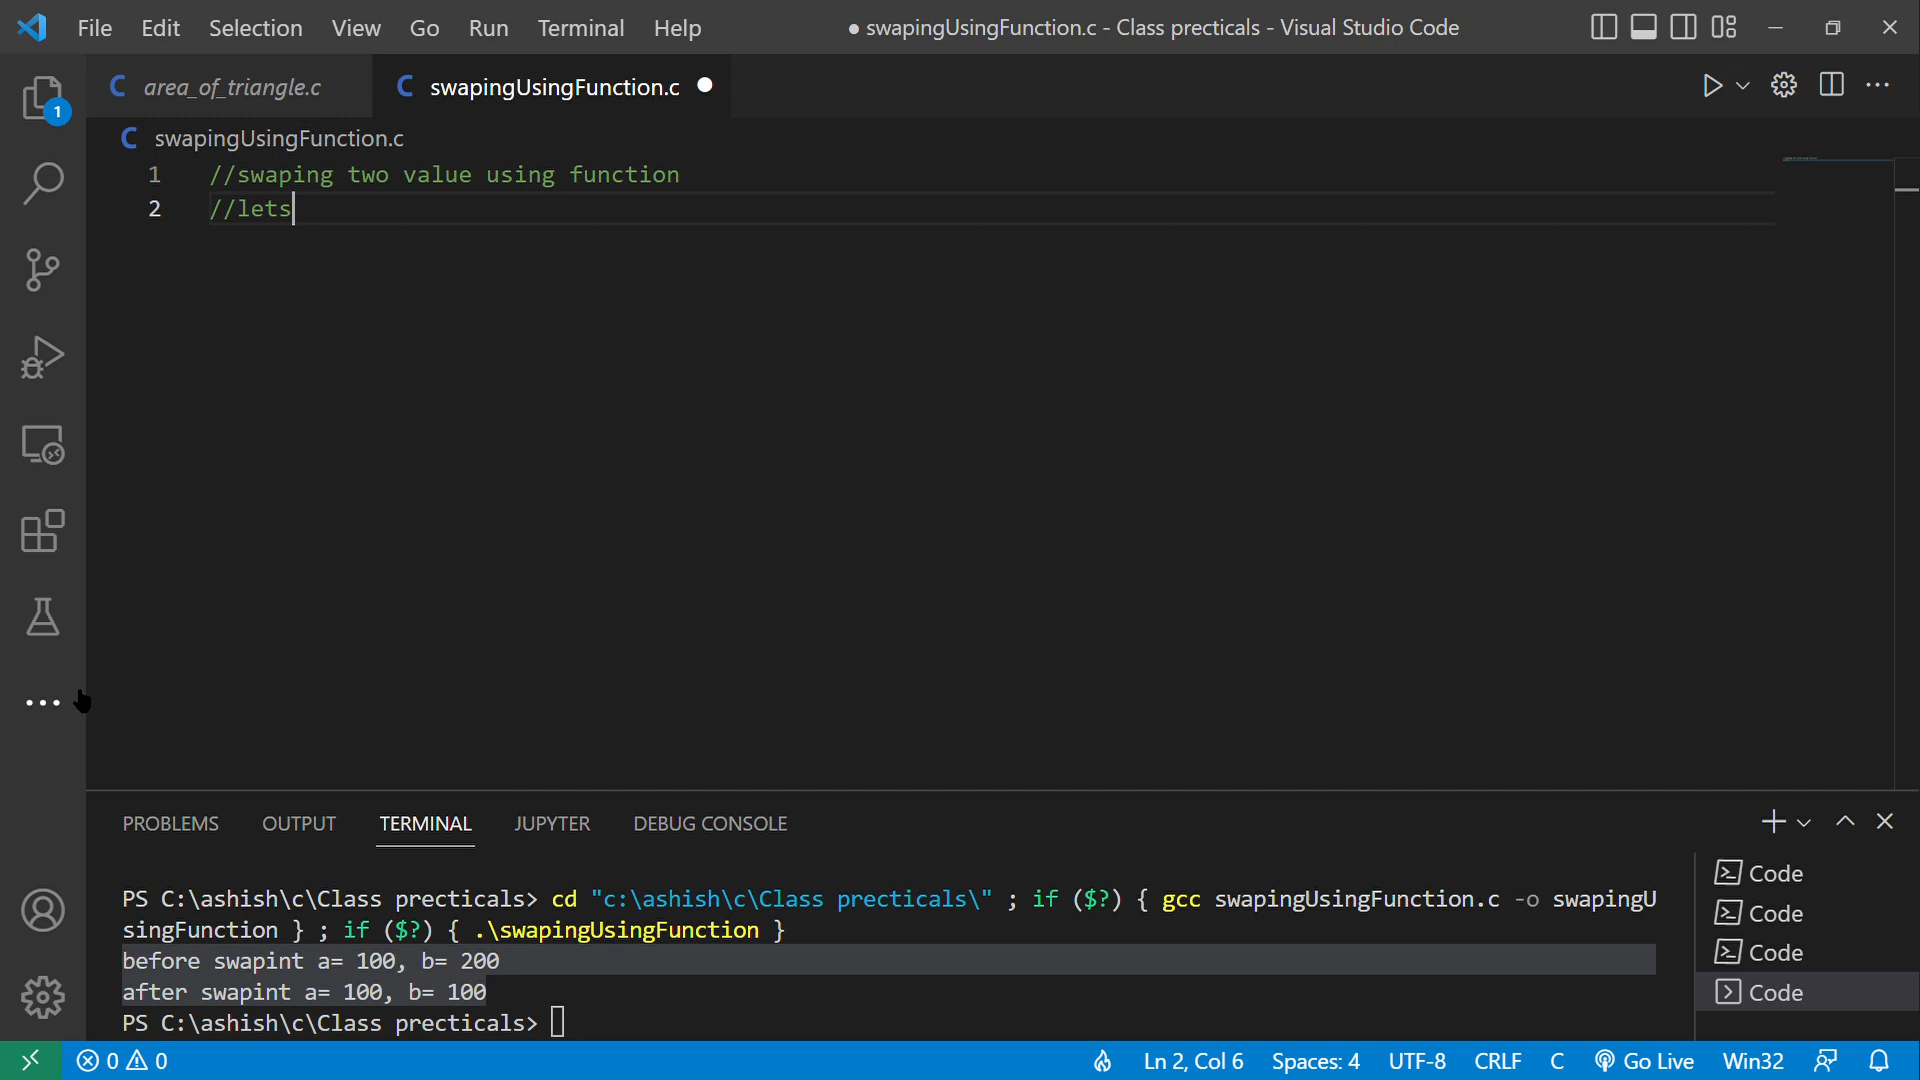 File Edit Selection View Go Run Terminal Help
● swapingUsingFunction.c - Class precticals - Visual Studio Code
C area_of_triangle.c
C swapingUsingFunction.c ●
C swapingUsingFunction.c
1 //swaping two value using function
2 //lets
1
PROBLEMS OUTPUT TERMINAL JUPYTER DEBUG CONSOLE
PS C:\ashish\c\Class precticals> cd "c:\ashish\c\Class precticals\" ; if ($?) { gcc swapingUsingFunction.c -o swapingU
singFunction } ; if ($?) { .\swapingUsingFunction }
before swapint a= 100, b= 200
after swapint a= 100, b= 100
PS C:\ashish\c\Class precticals>
Code
Code
Code
Code
0 0
Ln 2, Col 6 Spaces: 4 UTF-8 CRLF C Go Live Win32